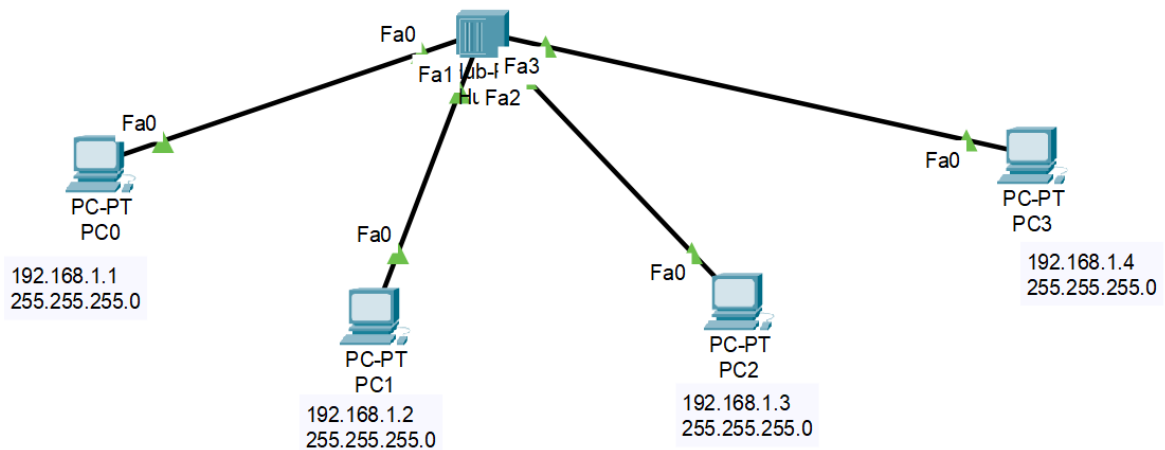 Fa0
Fa1
Fa3
Fa2
Fa0
PC-PT
PC0
192.168.1.1
255.255.255.0
Fa0
PC-PT
PC1
192.168.1.2
255.255.255.0
Fa0
PC-PT
PC2
192.168.1.3
255.255.255.0
Fa0
PC-PT
PC3
192.168.1.4
255.255.255.0